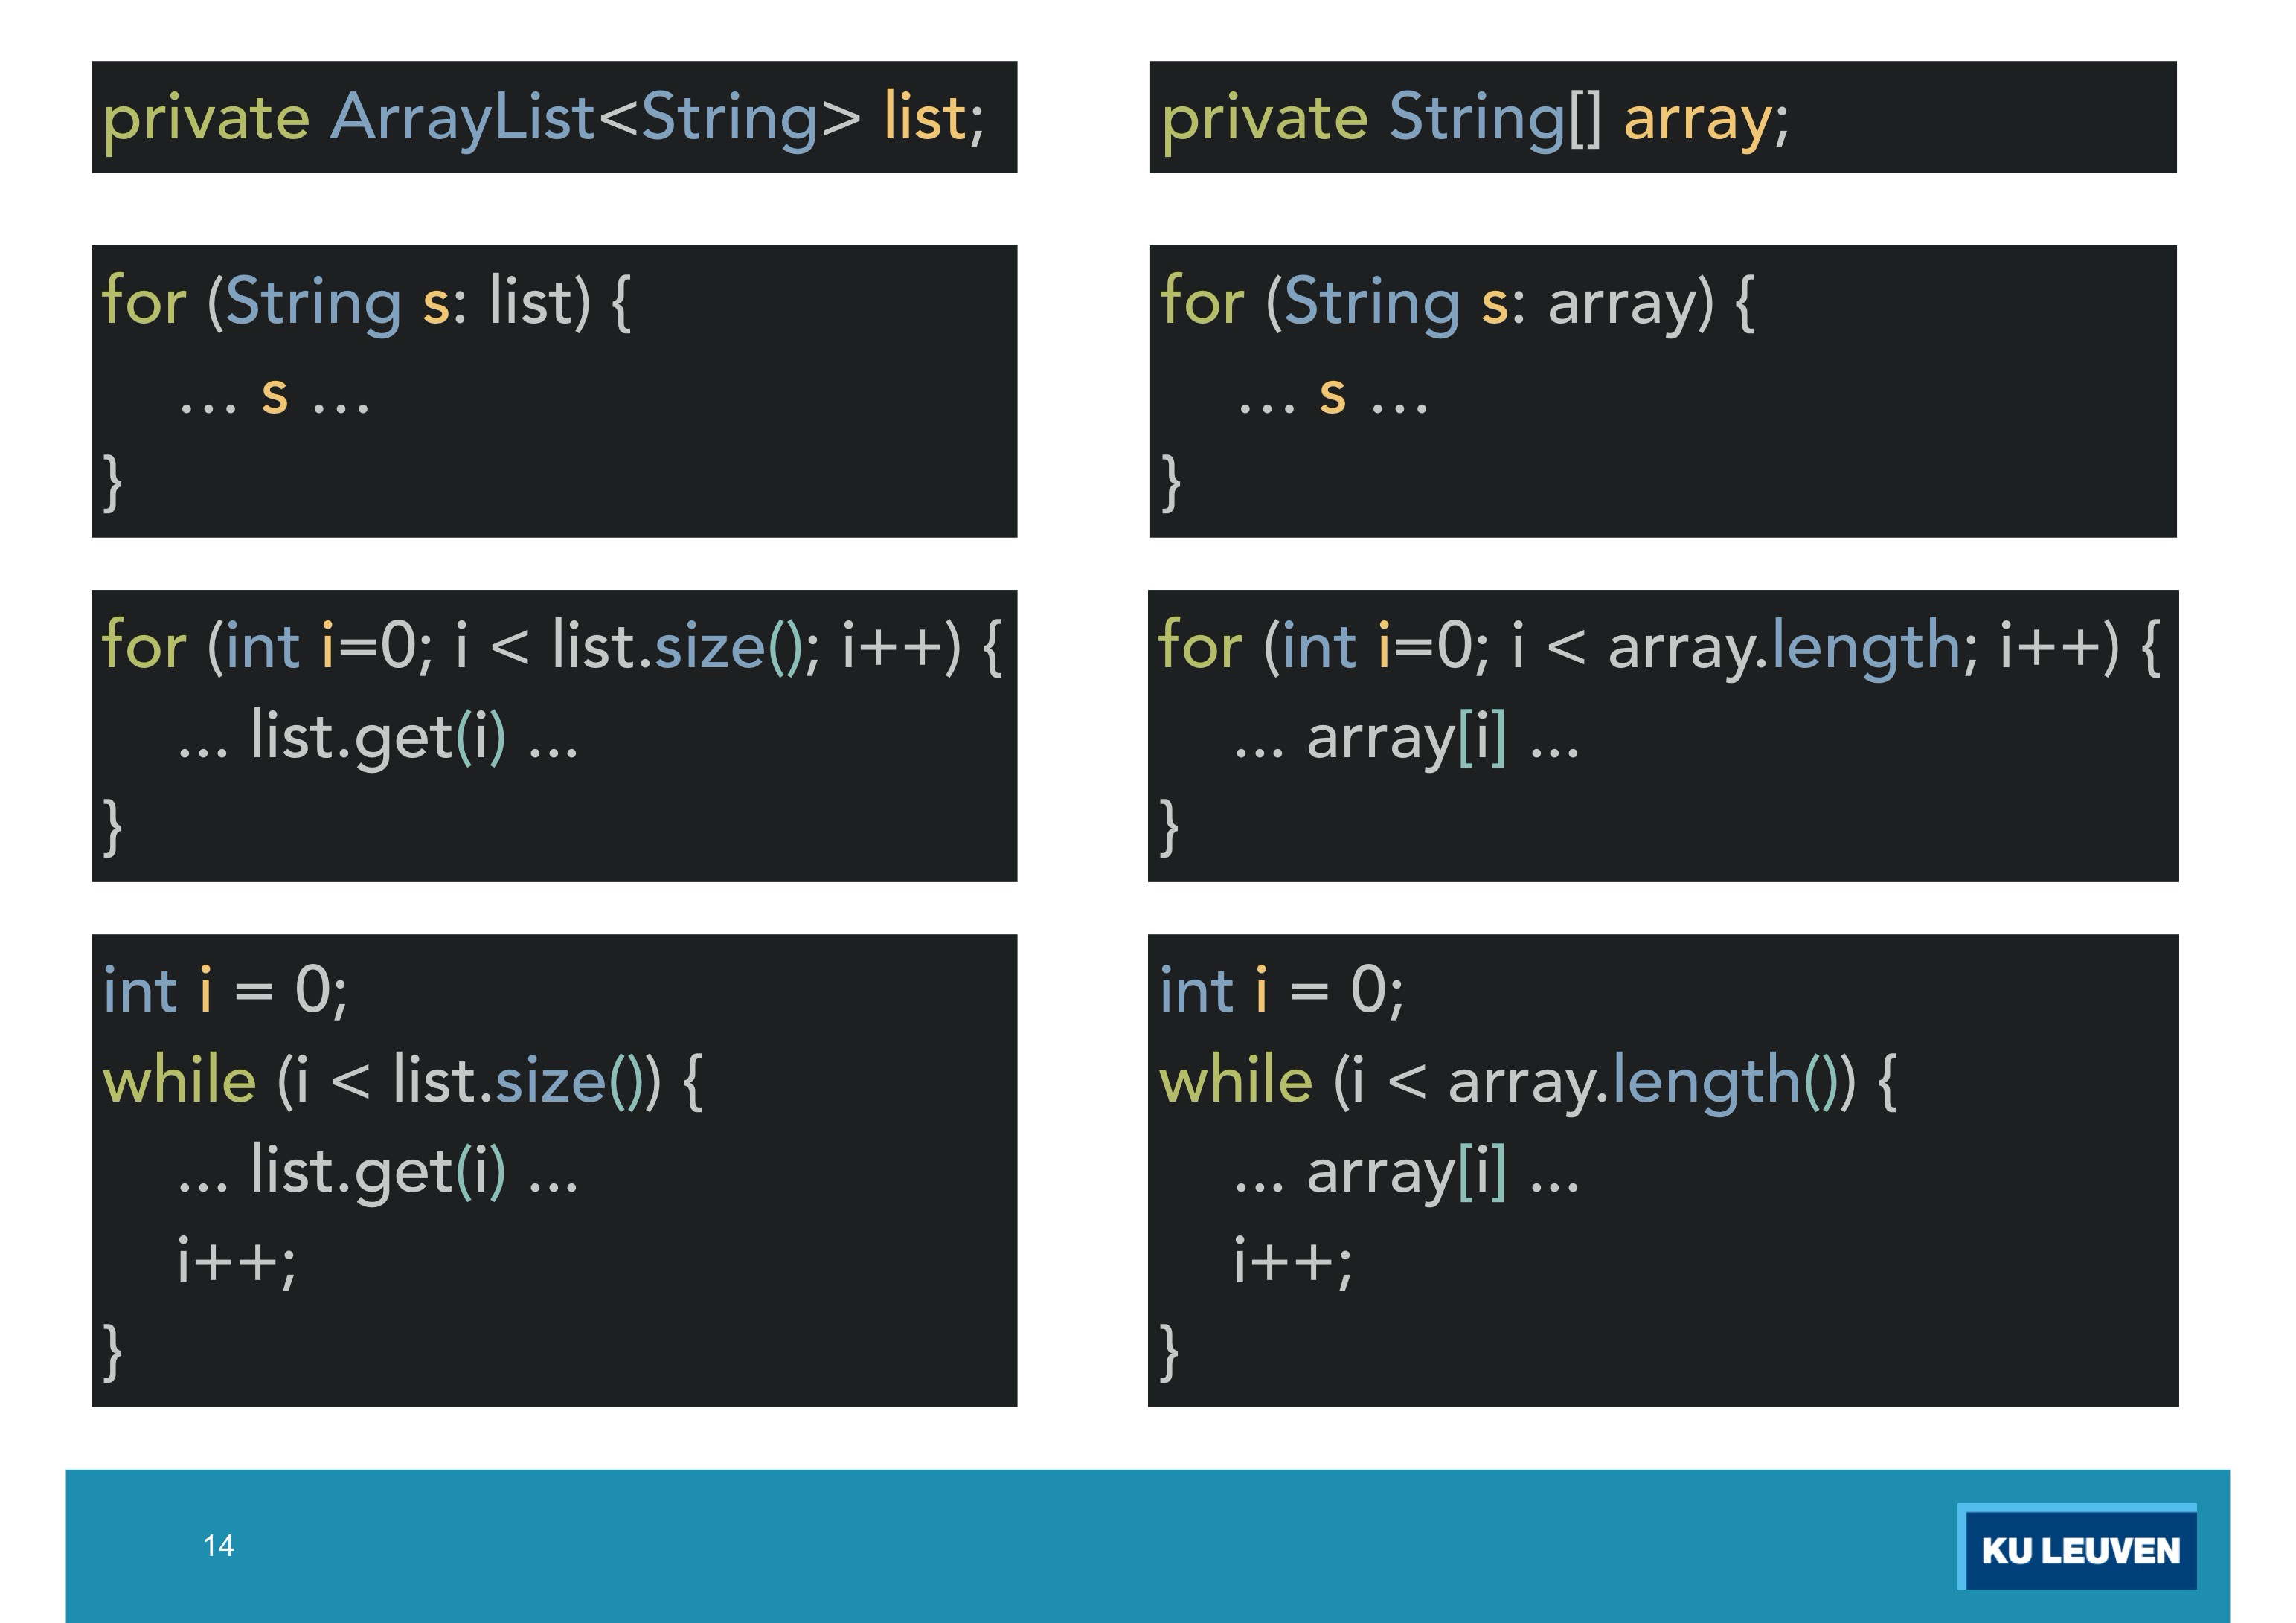 private ArrayList<String> list;
for (String s: list) {
... s ...
}
for (int i=0; i < list.size(); i++) {
... list.get(i) ...
}
int i = 0;
while (i < list.size()) {
... list.get(i) ...
i++;
}
private String[] array;
for (String s: array) {
... s ...
}
for (int i=0; i < array.length; i++) {
... array[i] ...
}
int i = 0;
while (i < array.length()) {
... array[i] ...
i++;
}
14
KU LEUVEN